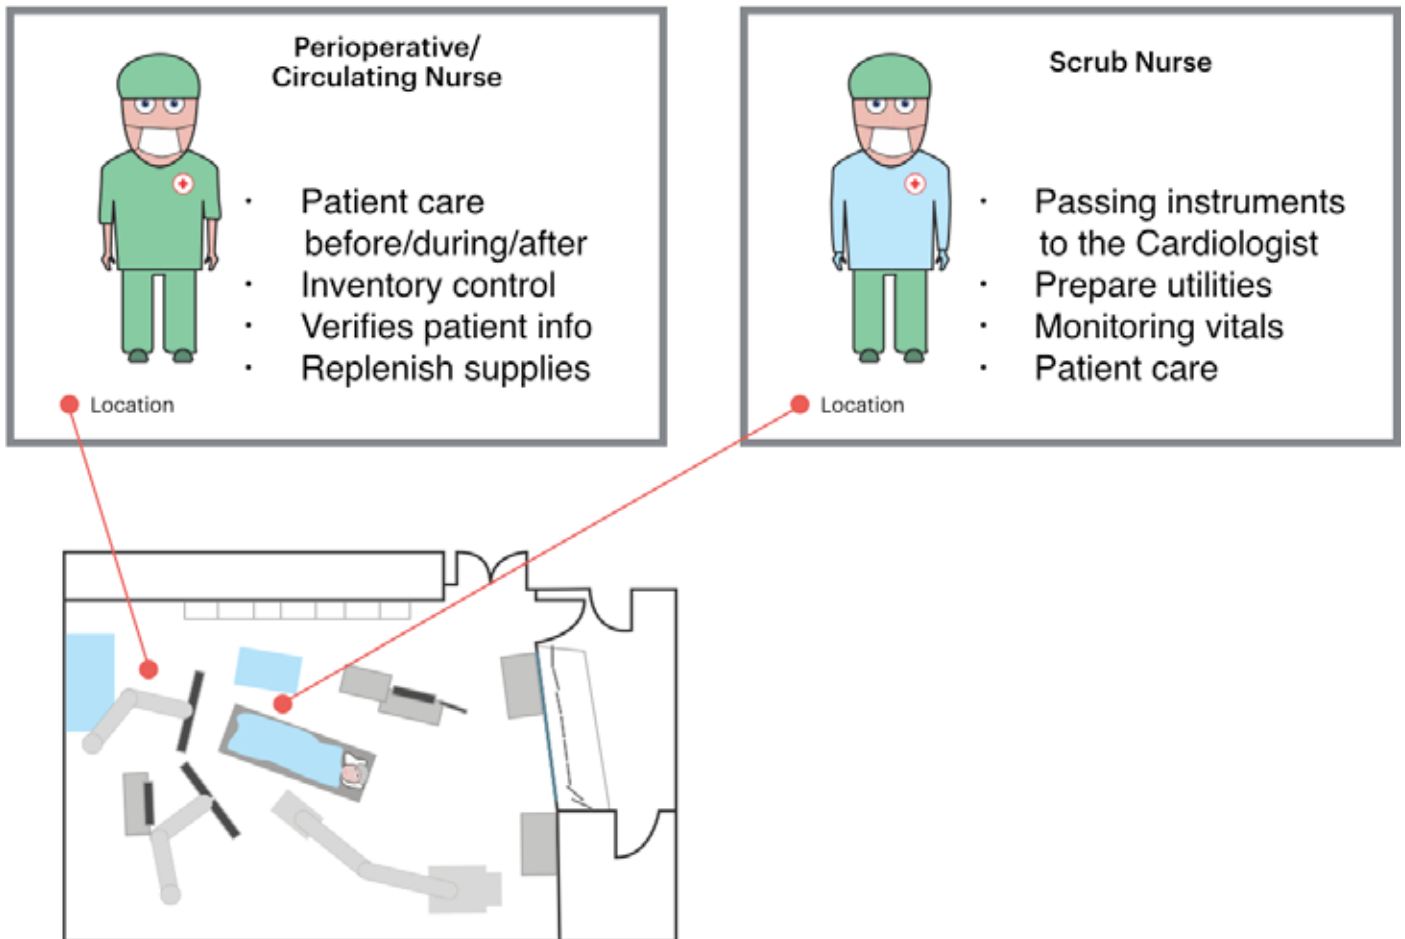 Perioperative/
Circulating Nurse
· Patient care
before/during/after
· Inventory control
· Verifies patient info
· Replenish supplies
Location
Scrub Nurse
· Passing instruments
to the Cardiologist
· Prepare utilities
· Monitoring vitals
· Patient care
Location